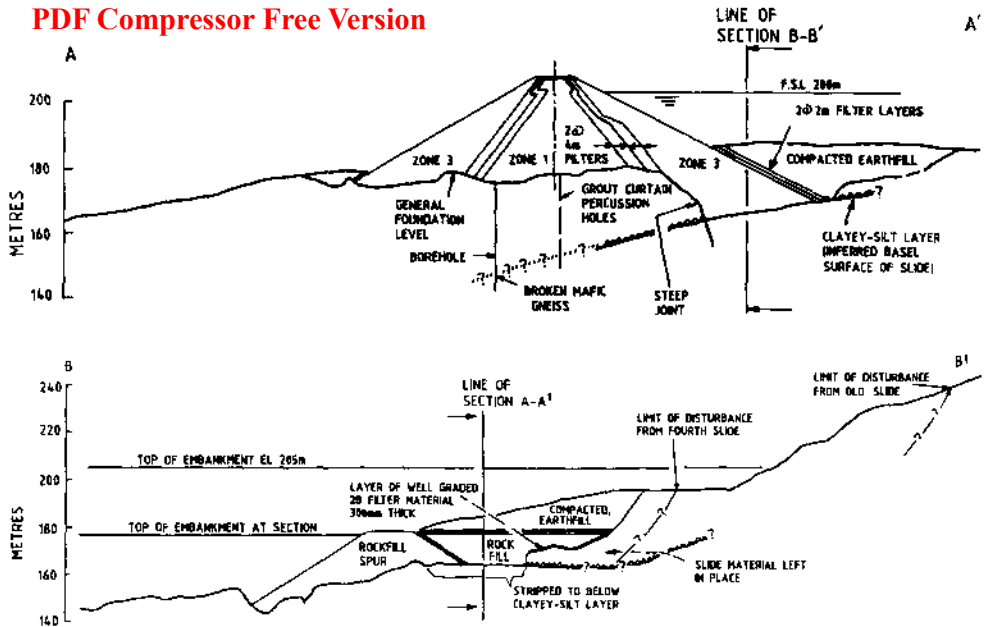 PDF Compressor Free Version
LINE OF
SECTION B-B'
A
A'
F.S.L 200m
200
2D 2m FILTER LAYERS
2D
4m
FILTERS
ZONE 3
ZONE 1
ZONE 3
COMPACTED EARTHFILL
180
GENERAL
FOUNDATION
LEVEL
GROUT CURTAIN
PERCUSSION
HOLES
?
METRES
160
CLAYEY-SILT LAYER
(INFERRED BASEL
SURFACE OF SLIDE)
BOREHOLE
? ? ? ? ?
140
BROKEN MAFIC
GNEISS
STEEP
JOINT
B
B'
240
LINE OF
SECTION A-A'
LIMIT OF DISTURBANCE
FROM OLD SLIDE
LIMIT OF DISTURBANCE
FROM FOURTH SLIDE
220
TOP OF EMBANKMENT EL 205m
200
LAYER OF WELL GRADED
2B FILTER MATERIAL
300mm THICK
COMPACTED
EARTHFILL
METRES
180
TOP OF EMBANKMENT AT SECTION
ROCKFILL
SPUR
ROCK
FILL
?
160
SLIDE MATERIAL LEFT
IN PLACE
STRIPPED TO BELOW
CLAYEY-SILT LAYER
140